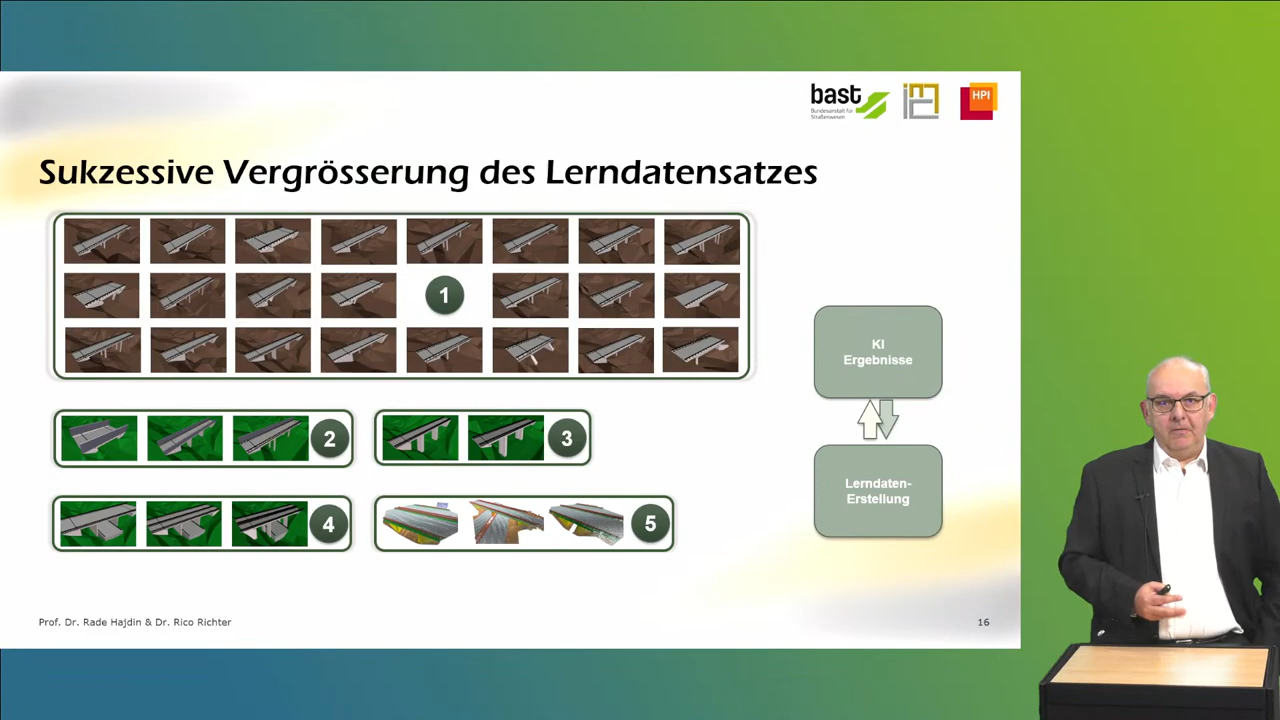 bast
Bundesanstalt für
Straßenwesen
HPI
Sukzessive Vergrösserung des Lerndatensatzes
1
2
3
4
5
KI
Ergebnisse
Lerndaten-
Erstellung
Prof. Dr. Rade Hajdin & Dr. Rico Richter
16